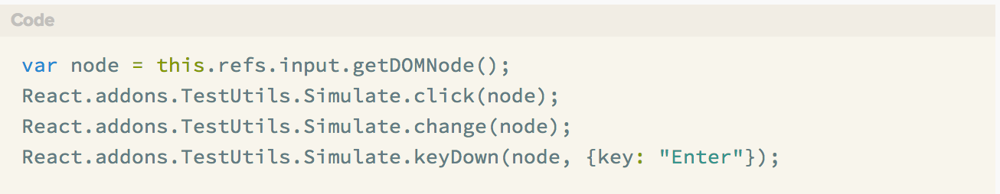 Code
var node = this.refs.input.getDOMNode();
React.addons.TestUtils.Simulate.click(node);
React.addons.TestUtils.Simulate.change(node);
React.addons.TestUtils.Simulate.keyDown(node, {key: "Enter"});